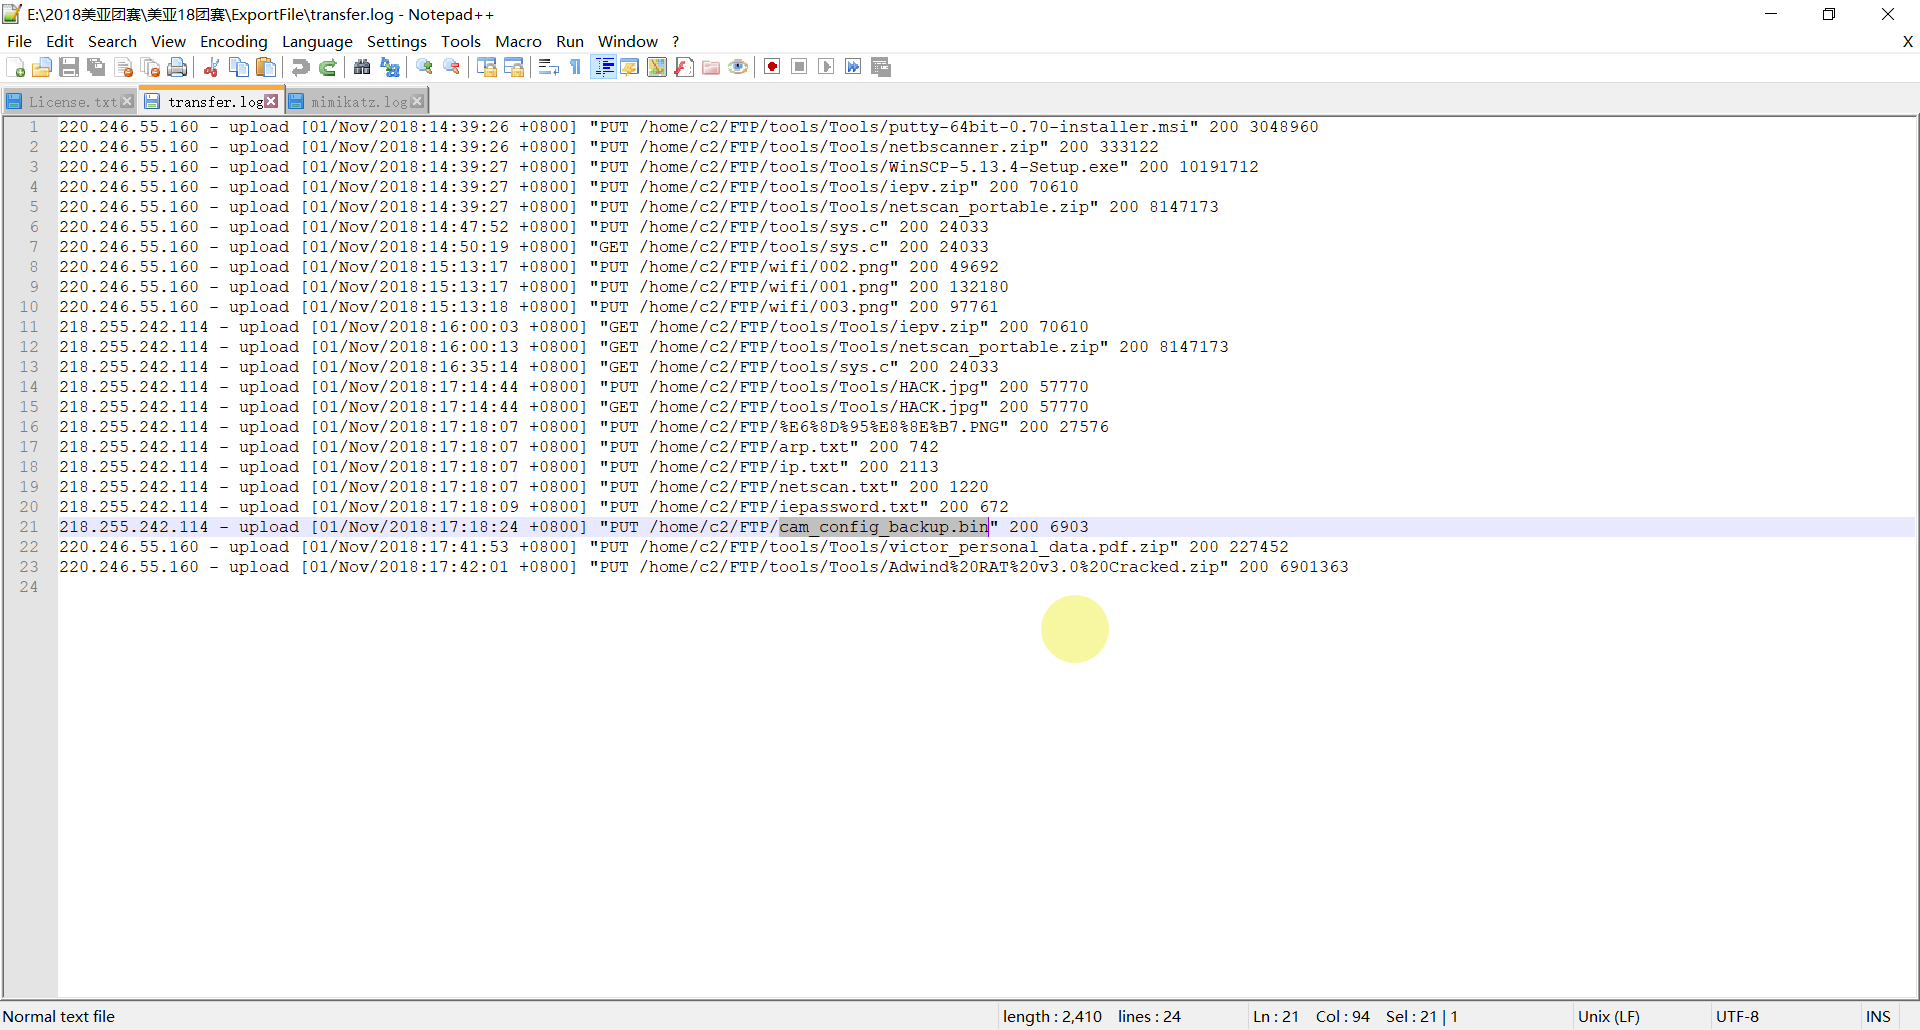 E:\2018美亚团赛\美亚18团赛\ExportFile\transfer.log - Notepad++
File Edit Search View Encoding Language Settings Tools Macro Run Window ? X
License.txt transfer.log mimikatz.log
1 220.246.55.160 - upload [01/Nov/2018:14:39:26 +0800] "PUT /home/c2/FTP/tools/Tools/putty-64bit-0.70-installer.msi" 200 3048960
2 220.246.55.160 - upload [01/Nov/2018:14:39:26 +0800] "PUT /home/c2/FTP/tools/Tools/netbscanner.zip" 200 333122
3 220.246.55.160 - upload [01/Nov/2018:14:39:27 +0800] "PUT /home/c2/FTP/tools/Tools/WinSCP-5.13.4-Setup.exe" 200 10191712
4 220.246.55.160 - upload [01/Nov/2018:14:39:27 +0800] "PUT /home/c2/FTP/tools/Tools/iepv.zip" 200 70610
5 220.246.55.160 - upload [01/Nov/2018:14:39:27 +0800] "PUT /home/c2/FTP/tools/Tools/netscan_portable.zip" 200 8147173
6 220.246.55.160 - upload [01/Nov/2018:14:47:52 +0800] "PUT /home/c2/FTP/tools/sys.c" 200 24033
7 220.246.55.160 - upload [01/Nov/2018:14:50:19 +0800] "GET /home/c2/FTP/tools/sys.c" 200 24033
8 220.246.55.160 - upload [01/Nov/2018:15:13:17 +0800] "PUT /home/c2/FTP/wifi/002.png" 200 49692
9 220.246.55.160 - upload [01/Nov/2018:15:13:17 +0800] "PUT /home/c2/FTP/wifi/001.png" 200 132180
10 220.246.55.160 - upload [01/Nov/2018:15:13:18 +0800] "PUT /home/c2/FTP/wifi/003.png" 200 97761
11 218.255.242.114 - upload [01/Nov/2018:16:00:03 +0800] "GET /home/c2/FTP/tools/Tools/iepv.zip" 200 70610
12 218.255.242.114 - upload [01/Nov/2018:16:00:13 +0800] "GET /home/c2/FTP/tools/Tools/netscan_portable.zip" 200 8147173
13 218.255.242.114 - upload [01/Nov/2018:16:35:14 +0800] "GET /home/c2/FTP/tools/sys.c" 200 24033
14 218.255.242.114 - upload [01/Nov/2018:17:14:44 +0800] "PUT /home/c2/FTP/tools/Tools/HACK.jpg" 200 57770
15 218.255.242.114 - upload [01/Nov/2018:17:14:44 +0800] "GET /home/c2/FTP/tools/Tools/HACK.jpg" 200 57770
16 218.255.242.114 - upload [01/Nov/2018:17:18:07 +0800] "PUT /home/c2/FTP/%E6%8D%95%E8%8E%B7.PNG" 200 27576
17 218.255.242.114 - upload [01/Nov/2018:17:18:07 +0800] "PUT /home/c2/FTP/arp.txt" 200 742
18 218.255.242.114 - upload [01/Nov/2018:17:18:07 +0800] "PUT /home/c2/FTP/ip.txt" 200 2113
19 218.255.242.114 - upload [01/Nov/2018:17:18:07 +0800] "PUT /home/c2/FTP/netscan.txt" 200 1220
20 218.255.242.114 - upload [01/Nov/2018:17:18:09 +0800] "PUT /home/c2/FTP/iepassword.txt" 200 672
21 218.255.242.114 - upload [01/Nov/2018:17:18:24 +0800] "PUT /home/c2/FTP/cam_config_backup.bin" 200 6903
22 220.246.55.160 - upload [01/Nov/2018:17:41:53 +0800] "PUT /home/c2/FTP/tools/Tools/victor_personal_data.pdf.zip" 200 227452
23 220.246.55.160 - upload [01/Nov/2018:17:42:01 +0800] "PUT /home/c2/FTP/tools/Tools/Adwind%20RAT%20v3.0%20Cracked.zip" 200 6901363
24
Normal text file length : 2,410 lines : 24 Ln : 21 Col : 94 Sel : 21 | 1 Unix (LF) UTF-8 INS